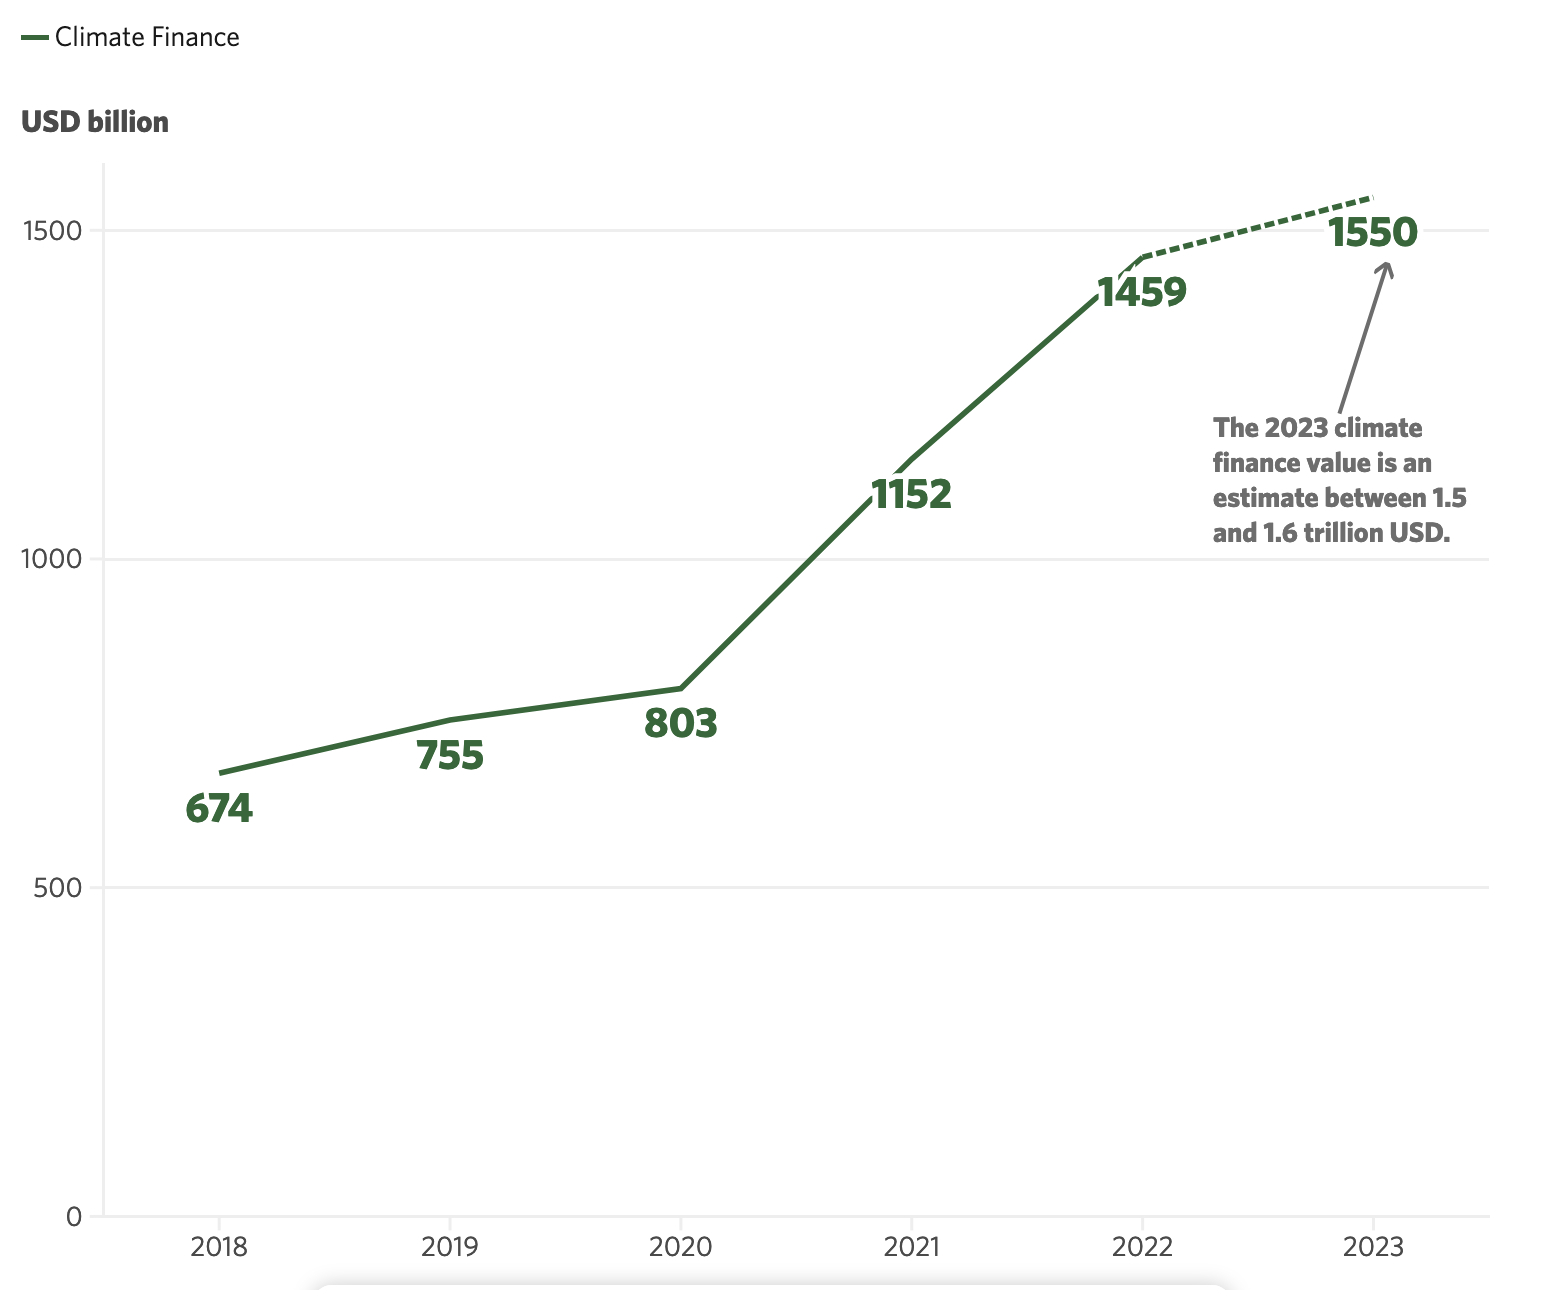 Climate Finance
USD billion
1500
1550
1459
The 2023 climate
finance value is an
estimate between 1.5
and 1.6 trillion USD.
1152
1000
803
755
674
500
0
2018 2019 2020 2021 2022 2023